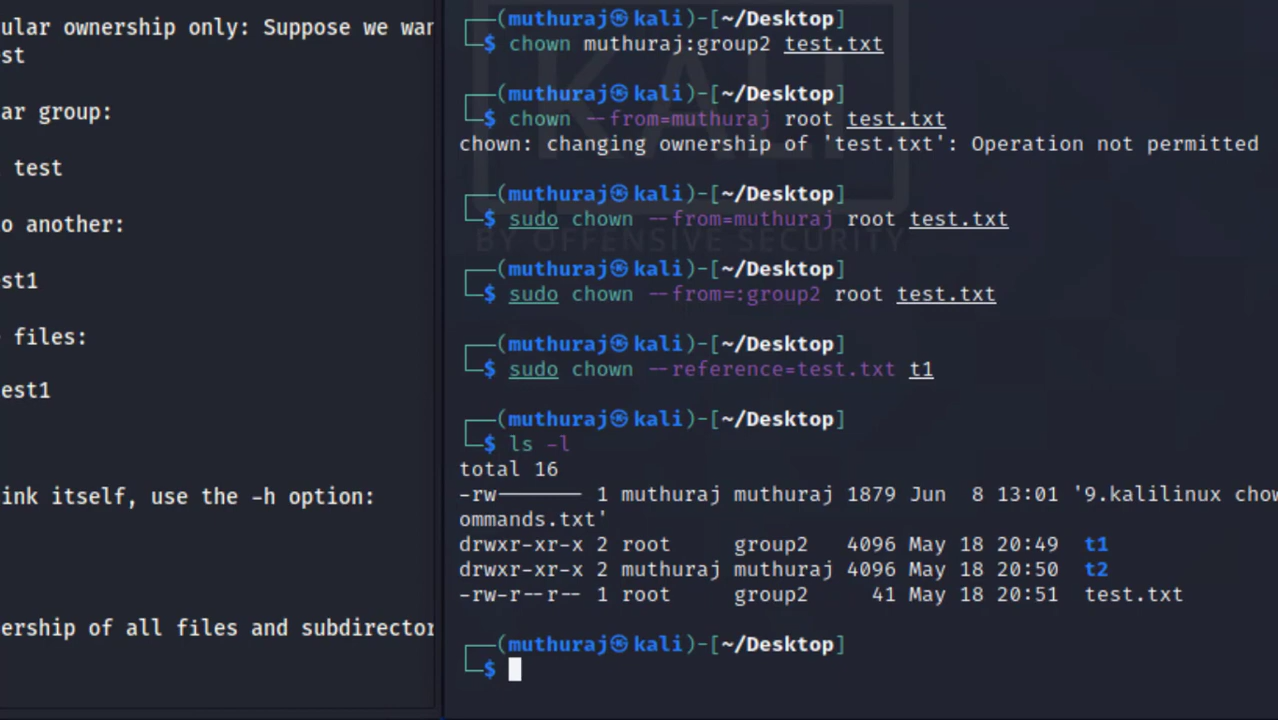 ular ownership only: Suppose we wan
st
ar group:
test
o another:
st1
files:
est1
ink itself, use the -h option:
ership of all files and subdirector
┌──(muthuraj㉿kali)-[~/Desktop]
└─$ chown muthuraj:group2 test.txt
┌──(muthuraj㉿kali)-[~/Desktop]
└─$ chown --from=muthuraj root test.txt
chown: changing ownership of 'test.txt': Operation not permitted
┌──(muthuraj㉿kali)-[~/Desktop]
└─$ sudo chown --from=muthuraj root test.txt
BY OFFENSIVE SECURITY
┌──(muthuraj㉿kali)-[~/Desktop]
└─$ sudo chown --from=:group2 root test.txt
┌──(muthuraj㉿kali)-[~/Desktop]
└─$ sudo chown --reference=test.txt t1
┌──(muthuraj㉿kali)-[~/Desktop]
└─$ ls -l
total 16
-rw------- 1 muthuraj muthuraj 1879 Jun  8 13:01 '9.kalilinux chow
ommands.txt'
drwxr-xr-x 2 root     group2   4096 May 18 20:49  t1
drwxr-xr-x 2 muthuraj muthuraj 4096 May 18 20:50  t2
-rw-r--r-- 1 root     group2     41 May 18 20:51  test.txt
┌──(muthuraj㉿kali)-[~/Desktop]
└─$